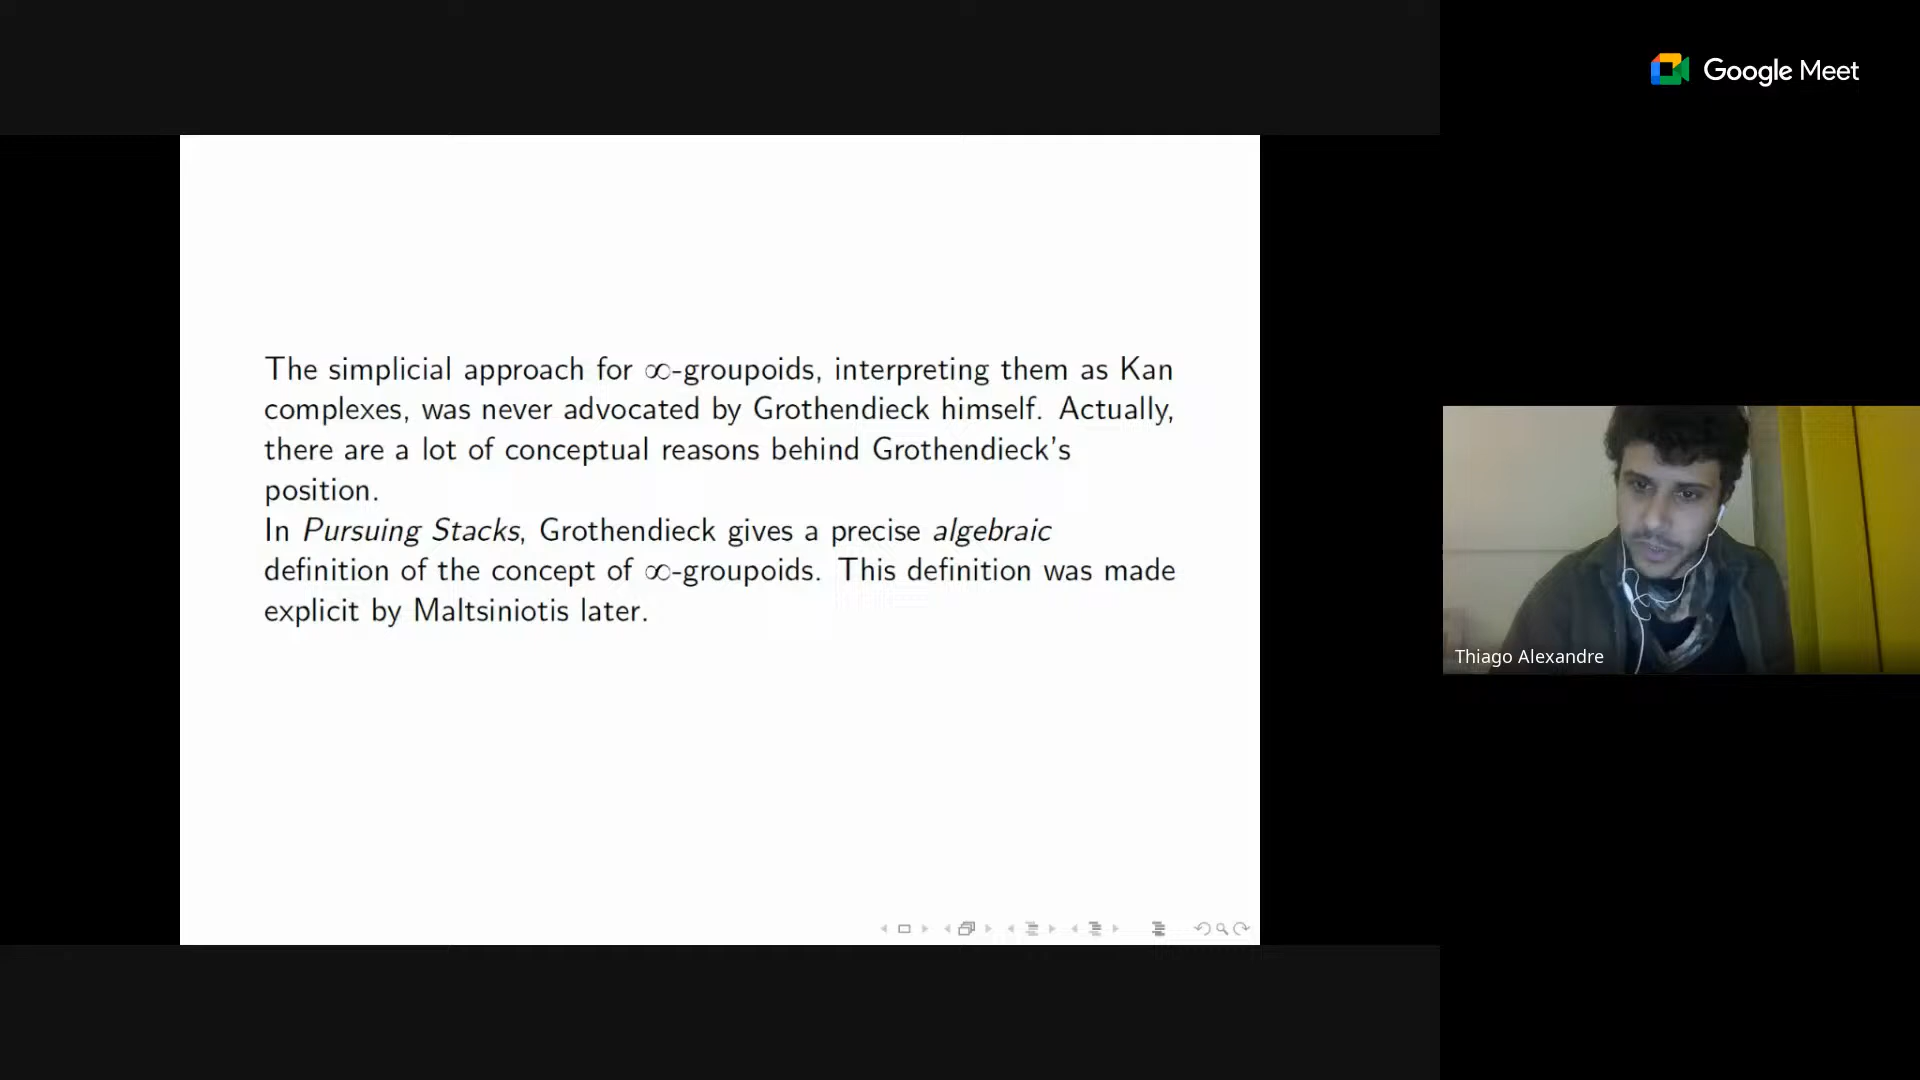 Google Meet
The simplicial approach for ∞-groupoids, interpreting them as Kan
complexes, was never advocated by Grothendieck himself. Actually,
there are a lot of conceptual reasons behind Grothendieck's
position.
In Pursuing Stacks, Grothendieck gives a precise algebraic
definition of the concept of ∞-groupoids. This definition was made
explicit by Maltsiniotis later.
Thiago Alexandre